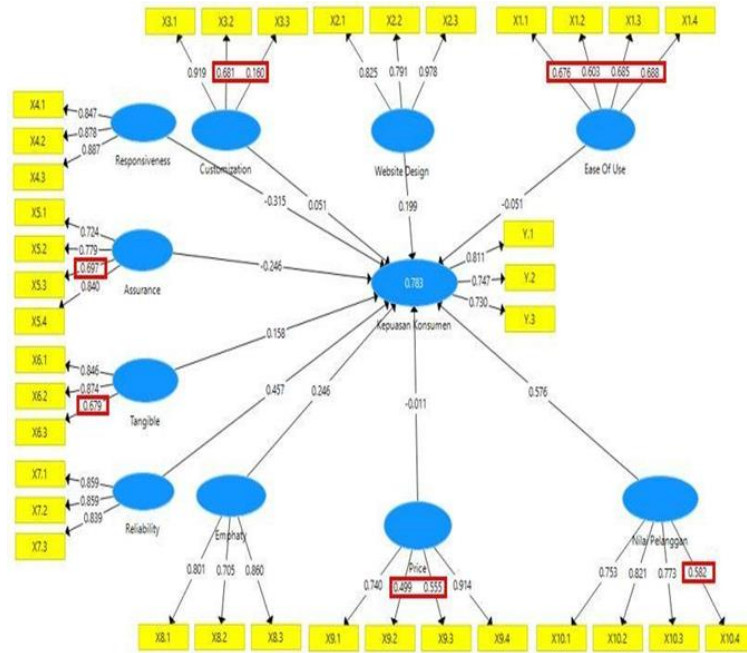 X3.1 X3.2 X3.3 X2.1 X2.2 X2.3 X1.1 X1.2 X1.3 X1.4
0.919 0.681 0.160 0.825 0.791 0.978 0.676 0.603 0.685 0.688
X4.1
0.847
X4.2
0.878
0.887
X4.3
Responsiveness
Customization
Website Design
Ease Of Use
-0.315
0.051
0.199
-0.051
X5.1
0.724
X5.2
0.779
X5.3
0.697
0.840
X5.4
Assurance
-0.246
0.783
Kepuasan Konsumen
0.811
Y.1
0.747
Y.2
0.730
Y.3
X6.1
0.846
X6.2
0.874
0.679
X6.3
Tangible
0.158
0.457
0.246
-0.011
0.576
X7.1
0.859
X7.2
0.859
0.839
X7.3
Reliability
Emphaty
Price
Nilai Pelanggan
0.801 0.705 0.860
0.740 0.499 0.555 0.914
0.753 0.821 0.773 0.582
X8.1 X8.2 X8.3 X9.1 X9.2 X9.3 X9.4 X10.1 X10.2 X10.3 X10.4